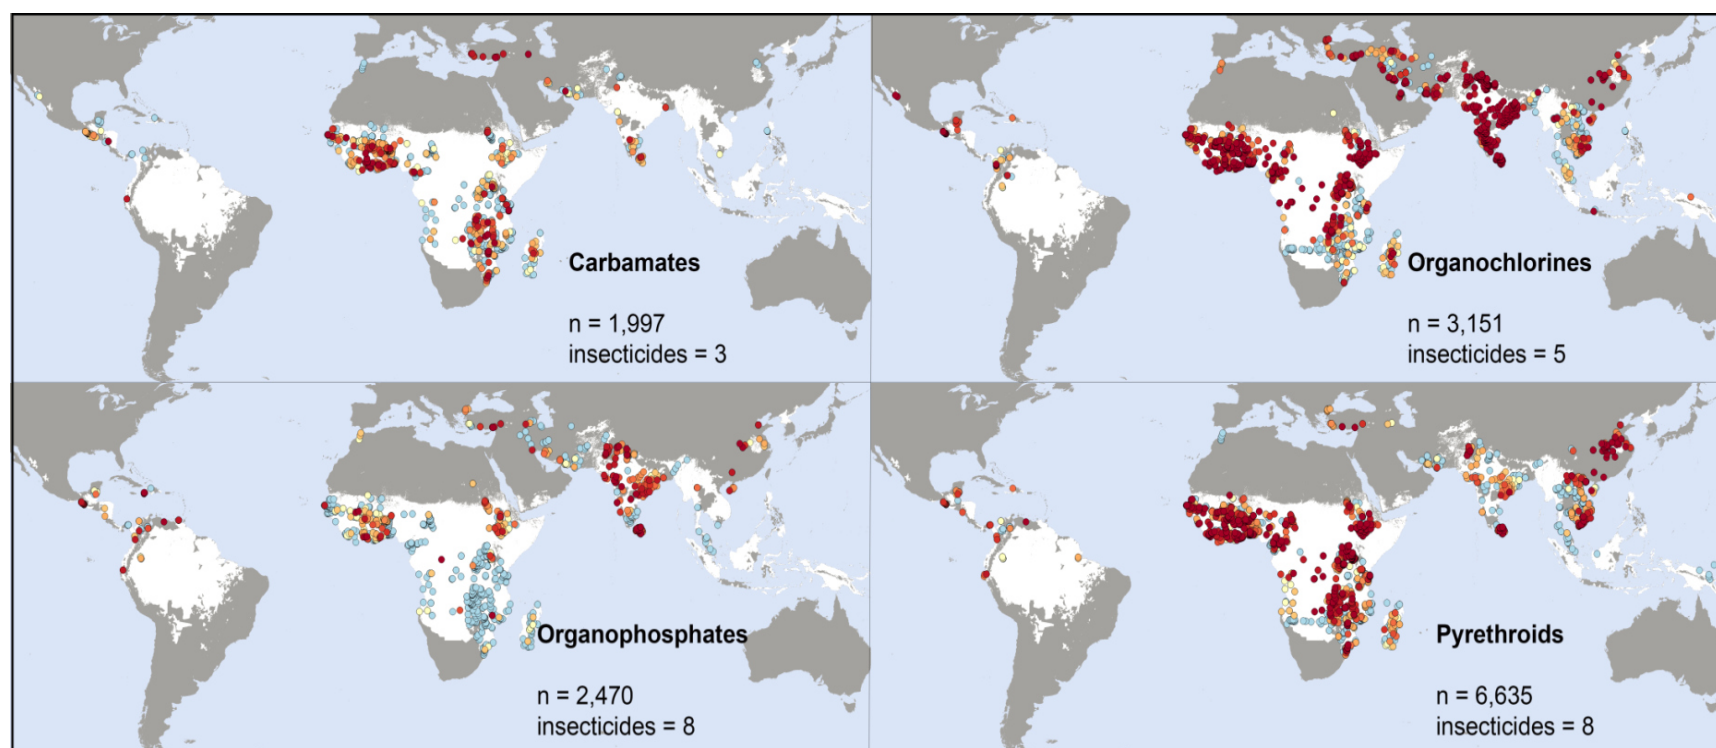 Carbamates
n = 1,997
insecticides = 3
Organochlorines
n = 3,151
insecticides = 5
Organophosphates
n = 2,470
insecticides = 8
Pyrethroids
n = 6,635
insecticides = 8